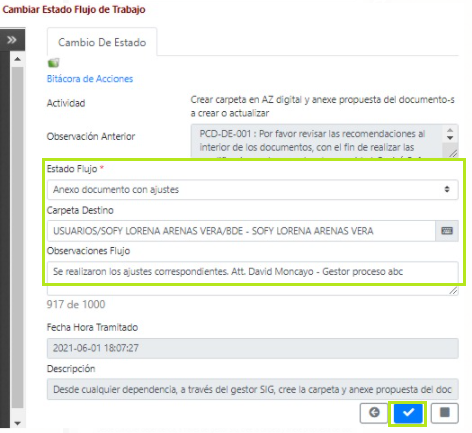 Cambiar Estado Flujo de Trabajo
Cambio De Estado
Bitácora de Acciones
Actividad
Crear carpeta en AZ digital y anexe propuesta del documento-s
a crear o actualizar
Observación Anterior
PCD-DE-001 : Por favor revisar las recomendaciones al
interior de los documentos, con el fin de realizar las
Estado Flujo *
Anexo documento con ajustes
Carpeta Destino
USUARIOS/SOFY LORENA ARENAS VERA/BDE - SOFY LORENA ARENAS VERA
Observaciones Flujo
Se realizaron los ajustes correspondientes. Att. David Moncayo - Gestor proceso abc
917 de 1000
Fecha Hora Tramitado
2021-06-01 18:07:27
Descripción
Desde cualquier dependencia, a través del gestor SIG, cree la carpeta y anexe propuesta del doc